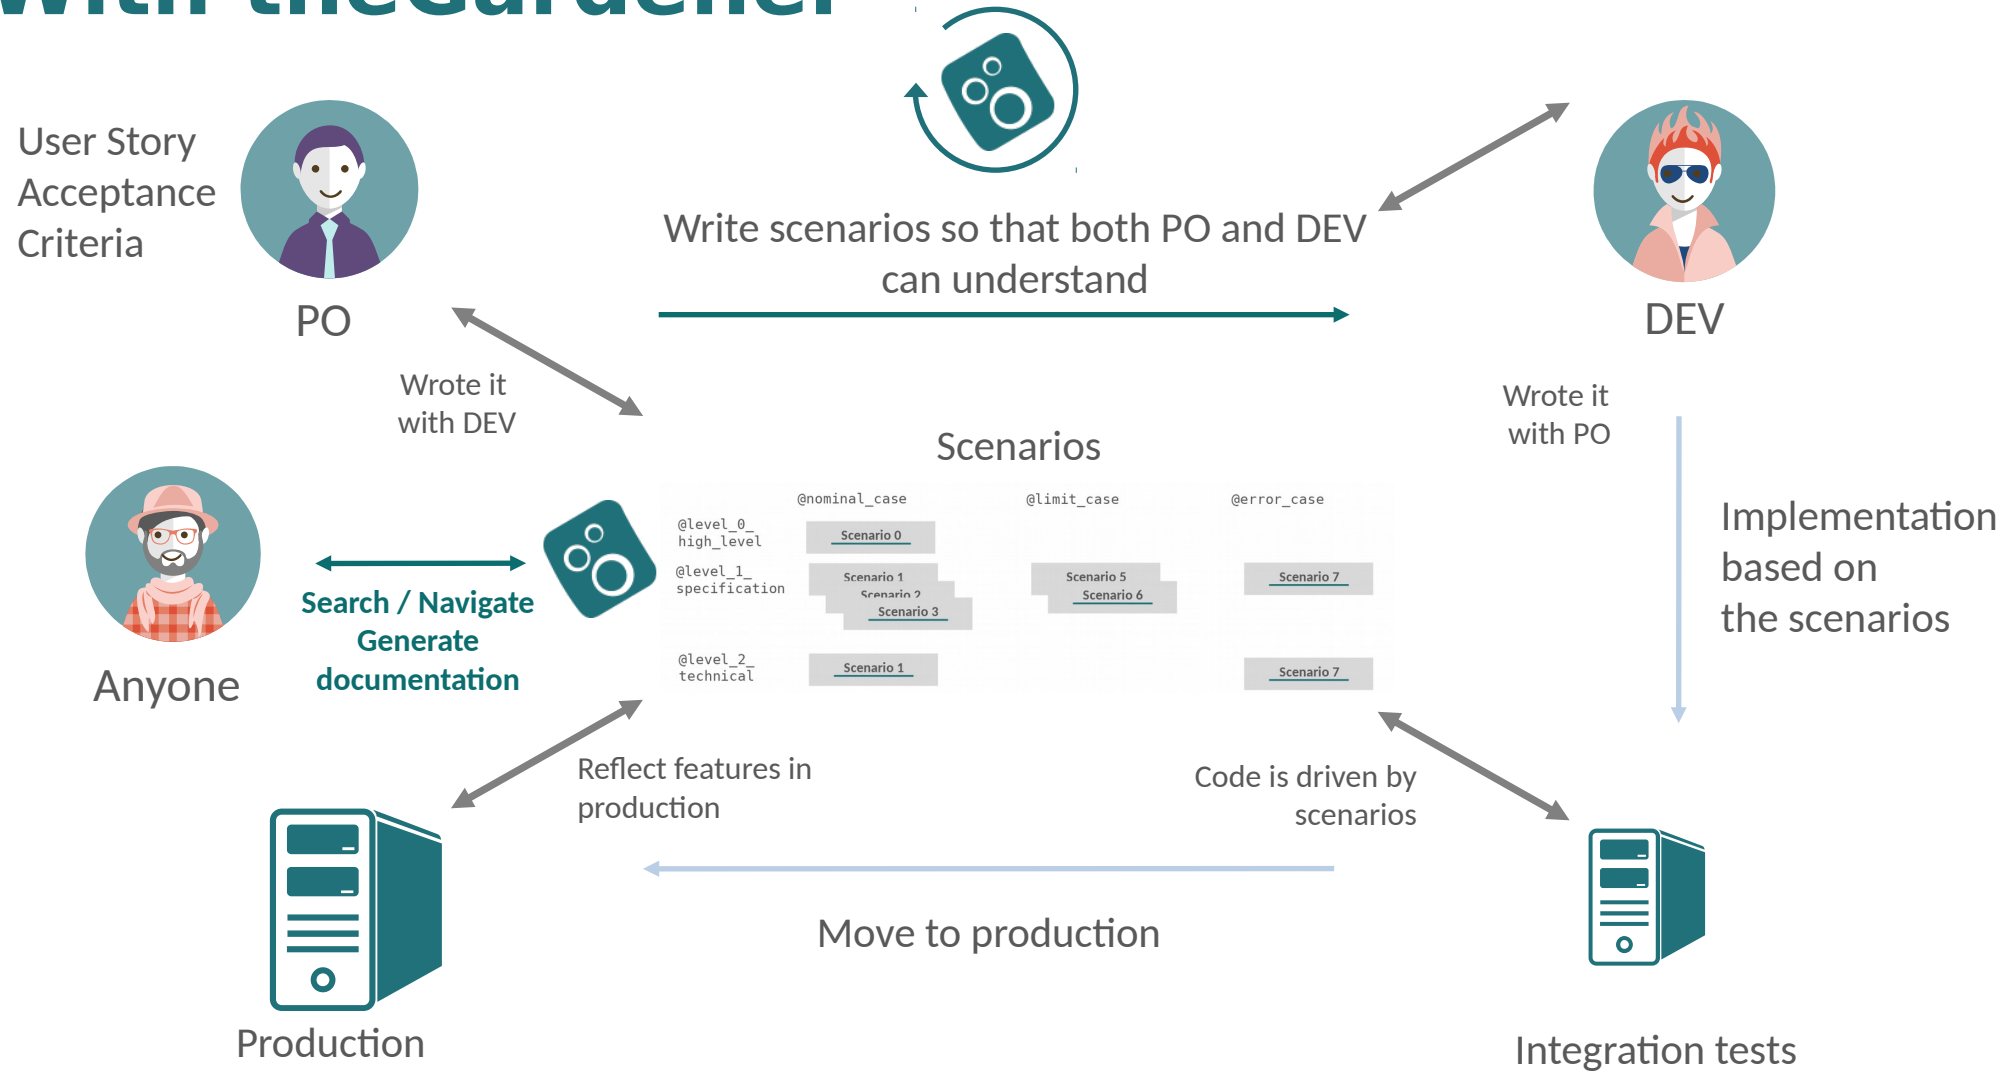 with theGardener
User Story
Acceptance
Criteria
PO
Write scenarios so that both PO and DEV
can understand
DEV
Wrote it
with DEV
Wrote it
with PO
Scenarios
@nominal_case
@limit_case
@error_case
@level_0_
high_level
Scenario 0
@level_1_
specification
Scenario 1
Scenario 2
Scenario 3
Scenario 5
Scenario 6
Scenario 7
@level_2_
technical
Scenario 1
Scenario 7
Implementation
based on
the scenarios
Anyone
Search / Navigate
Generate
documentation
Reflect features in
production
Code is driven by
scenarios
Move to production
Production
Integration tests